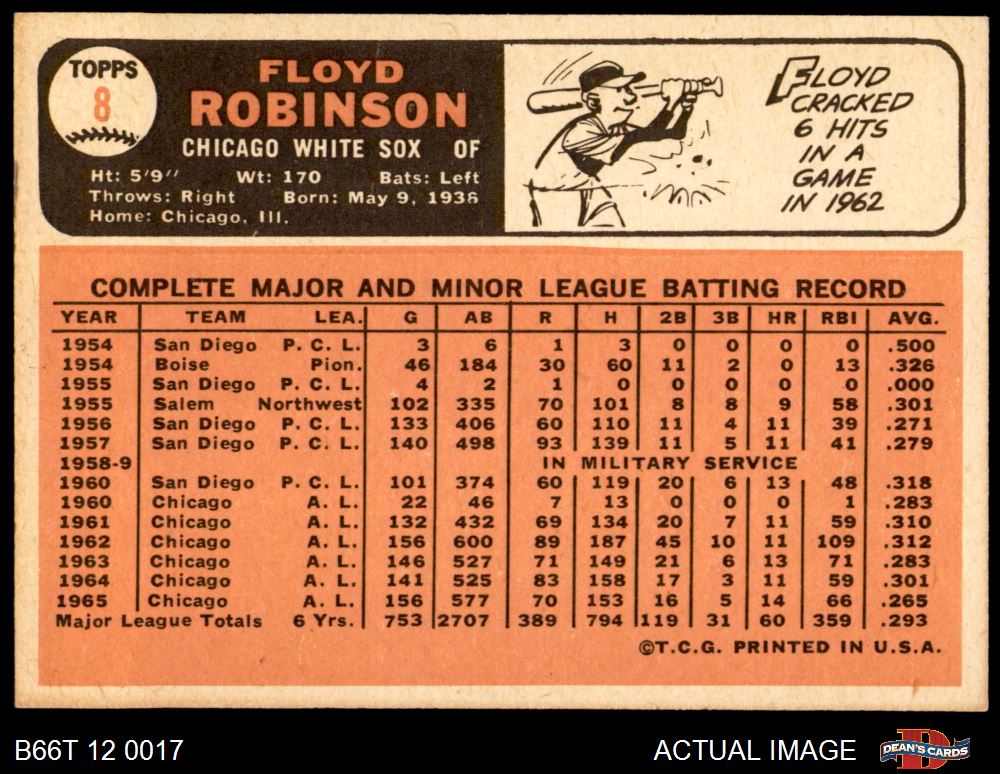 TOPPS
8
FLOYD
ROBINSON
CHICAGO WHITE SOX OF
Ht: 5'9" Wt: 170 Bats: Left
Throws: Right Born: May 9, 1936
Home: Chicago, Ill.
FLOYD
CRACKED
6 HITS
IN A
GAME
IN 1962
COMPLETE MAJOR AND MINOR LEAGUE BATTING RECORD
YEAR TEAM LEA. G AB R H 2B 3B HR RBI AVG.
1954 San Diego P. C. L. 3 6 1 3 0 0 0 0 .500
1954 Boise Pion. 46 184 30 60 11 2 0 13 .326
1955 San Diego P. C. L. 4 2 1 0 0 0 0 0 .000
1955 Salem Northwest 102 335 70 101 8 8 9 58 .301
1956 San Diego P. C. L. 133 406 60 110 11 4 11 39 .271
1957 San Diego P. C. L. 140 498 93 139 11 5 11 41 .279
1958-9 IN MILITARY SERVICE
1960 San Diego P. C. L. 101 374 60 119 20 6 13 48 .318
1960 Chicago A. L. 22 46 7 13 0 0 0 1 .283
1961 Chicago A. L. 132 432 69 134 20 7 11 59 .310
1962 Chicago A. L. 156 600 89 187 45 10 11 109 .312
1963 Chicago A. L. 146 527 71 149 21 6 13 71 .283
1964 Chicago A. L. 141 525 83 158 17 3 11 59 .301
1965 Chicago A. L. 156 577 70 153 16 5 14 66 .265
Major League Totals 6 Yrs. 753 2707 389 794 119 31 60 359 .293
©T.C.G. PRINTED IN U.S.A.
B66T 12 0017 ACTUAL IMAGE DEAN'S CARDS